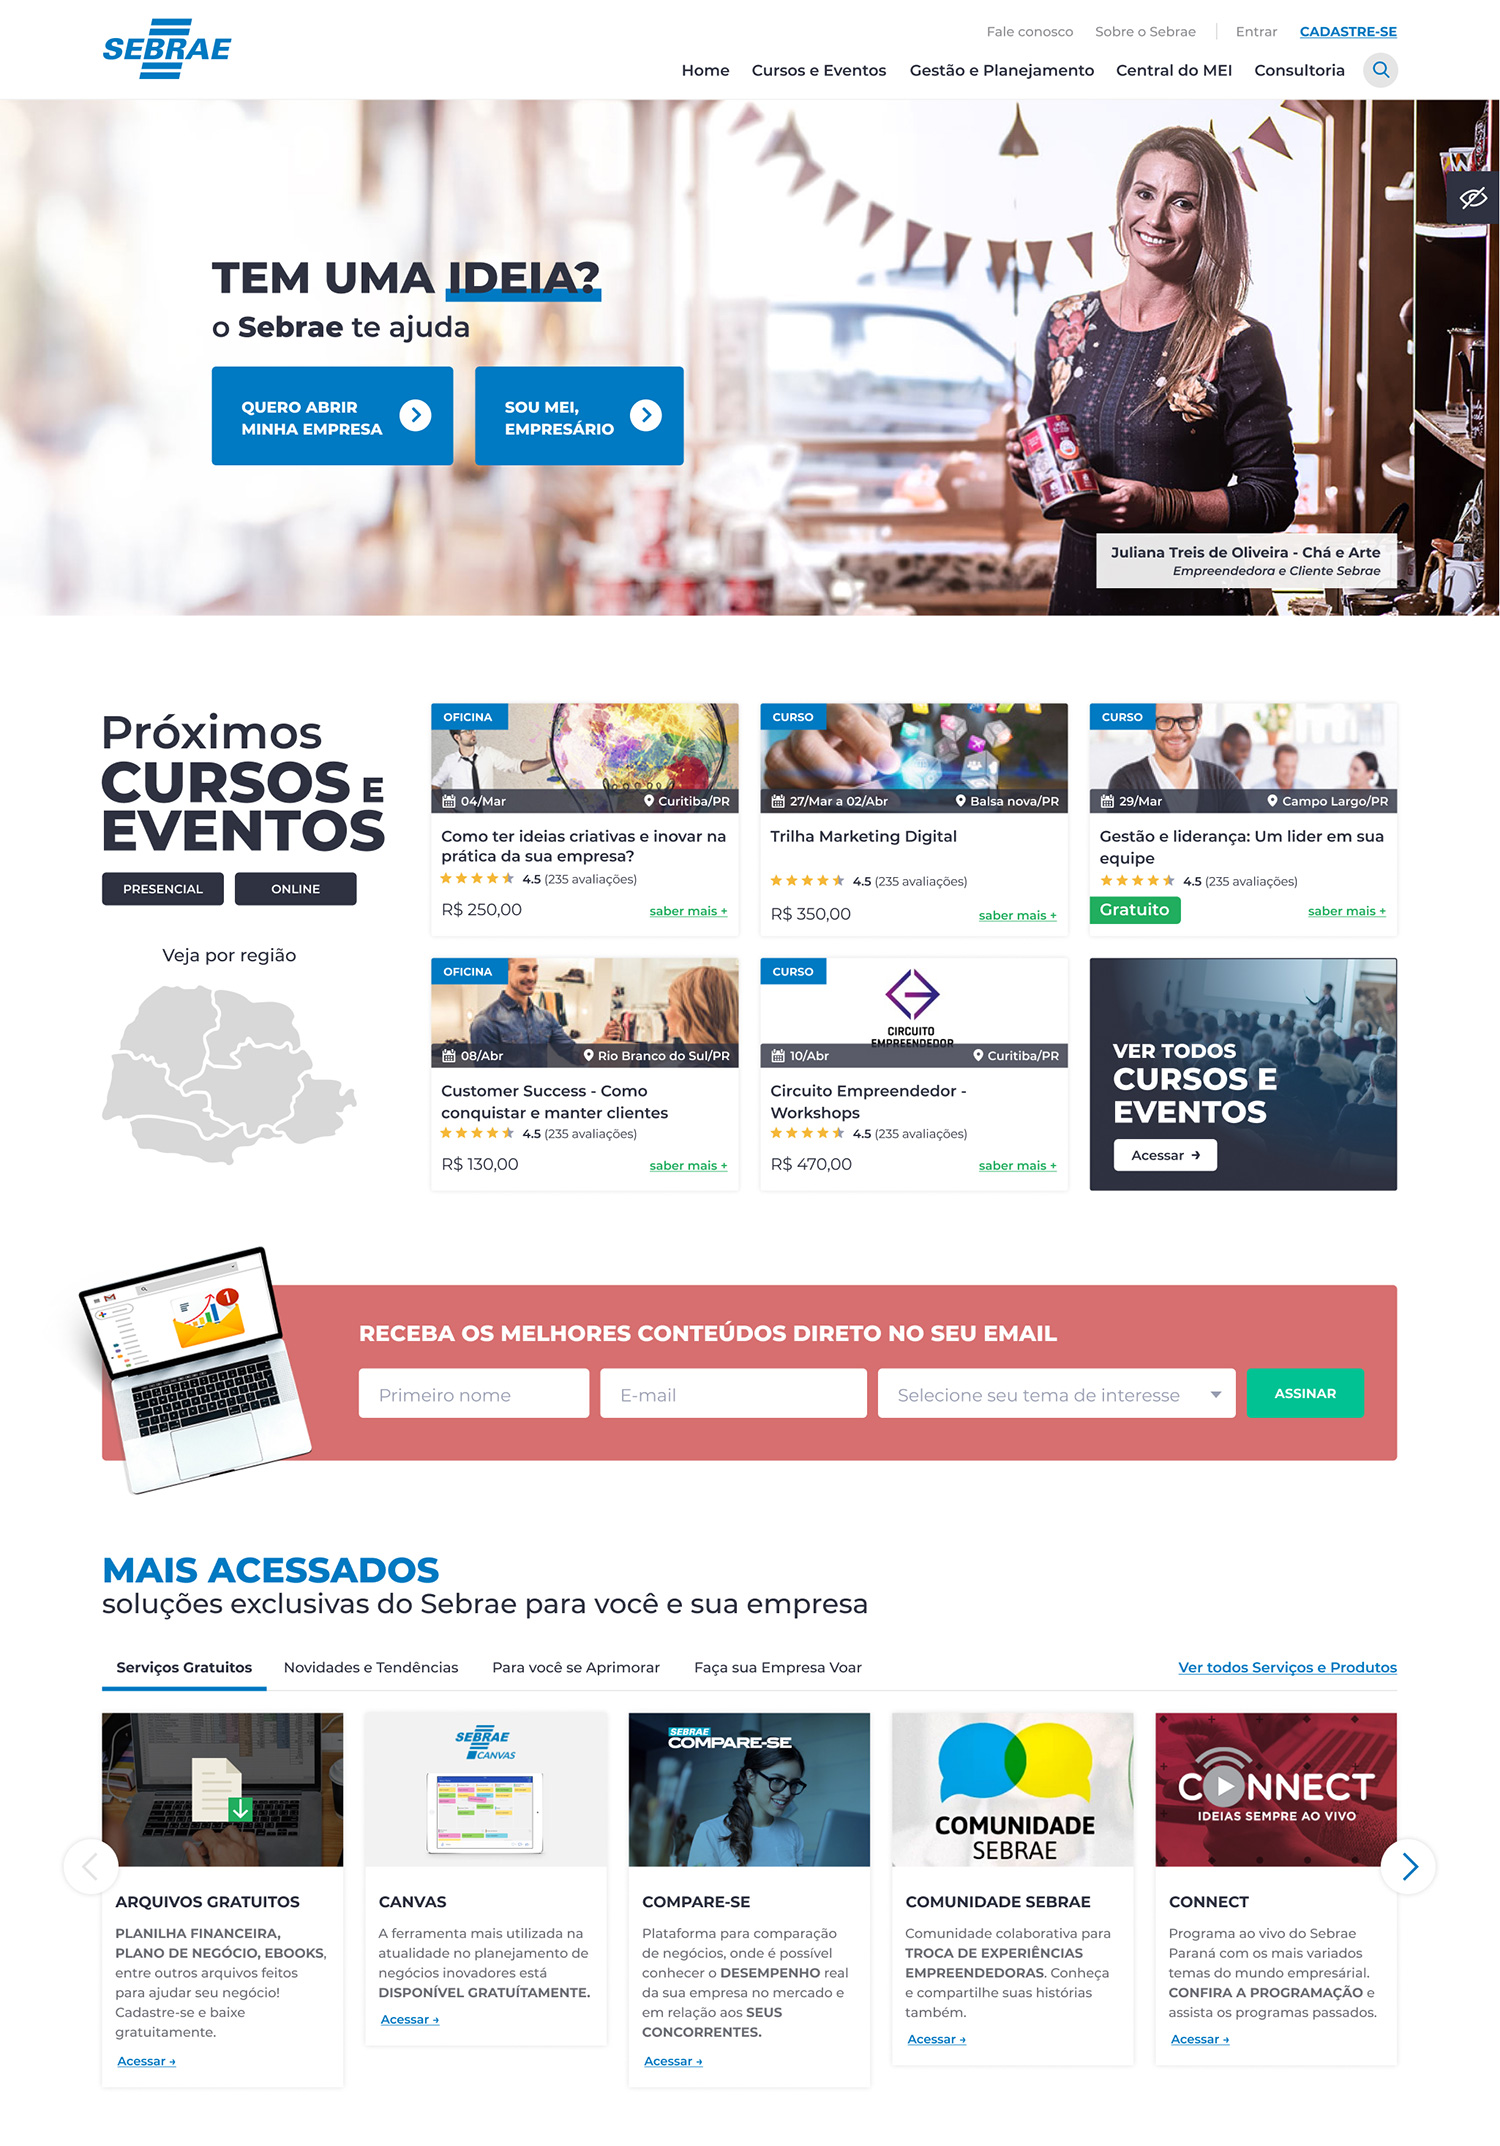 SEBRAE
Fale conosco
Sobre o Sebrae
Entrar
CADASTRE-SE
Home
Cursos e Eventos
Gestão e Planejamento
Central do MEI
Consultoria
TEM UMA IDEIA?
o Sebrae te ajuda
QUERO ABRIR
MINHA EMPRESA
SOU MEI,
EMPRESÁRIO
Juliana Treis de Oliveira - Chá e Arte
Empreendedora e Cliente Sebrae
Próximos
CURSOS E
EVENTOS
PRESENCIAL
ONLINE
Veja por região
OFICINA
04/Mar
Curitiba/PR
Como ter ideias criativas e inovar na
prática da sua empresa?
4.5 (235 avaliações)
R$ 250,00
saber mais +
CURSO
27/Mar a 02/Abr
Balsa nova/PR
Trilha Marketing Digital
4.5 (235 avaliações)
R$ 350,00
saber mais +
CURSO
29/Mar
Campo Largo/PR
Gestão e liderança: Um lider em sua
equipe
4.5 (235 avaliações)
Gratuito
saber mais +
OFICINA
08/Abr
Rio Branco do Sul/PR
Customer Success - Como
conquistar e manter clientes
4.5 (235 avaliações)
R$ 130,00
saber mais +
CURSO
CIRCUITO
EMPREENDEDOR
10/Abr
Curitiba/PR
Circuito Empreendedor -
Workshops
4.5 (235 avaliações)
R$ 470,00
saber mais +
VER TODOS
CURSOS E
EVENTOS
Acessar →
1
RECEBA OS MELHORES CONTEÚDOS DIRETO NO SEU EMAIL
Primeiro nome
E-mail
Selecione seu tema de interesse
ASSINAR
MAIS ACESSADOS
soluções exclusivas do Sebrae para você e sua empresa
Serviços Gratuitos
Novidades e Tendências
Para você se Aprimorar
Faça sua Empresa Voar
Ver todos Serviços e Produtos
ARQUIVOS GRATUITOS
PLANILHA FINANCEIRA,
PLANO DE NEGÓCIO, EBOOKS,
entre outros arquivos feitos
para ajudar seu negócio!
Cadastre-se e baixe
gratuitamente.
Acessar →
SEBRAE
CANVAS
CANVAS
A ferramenta mais utilizada na
atualidade no planejamento de
negócios inovadores está
DISPONÍVEL GRATUÍTAMENTE.
Acessar →
SEBRAE
COMPARE-SE
COMPARE-SE
Plataforma para comparação
de negócios, onde é possível
conhecer o DESEMPENHO real
da sua empresa no mercado e
em relação aos SEUS
CONCORRENTES.
Acessar →
COMUNIDADE
SEBRAE
COMUNIDADE SEBRAE
Comunidade colaborativa para
TROCA DE EXPERIÊNCIAS
EMPREENDEDORAS. Conheça
e compartilhe suas histórias
também.
Acessar →
CONNECT
IDEIAS SEMPRE AO VIVO
CONNECT
Programa ao vivo do Sebrae
Paraná com os mais variados
temas do mundo empresárial.
CONFIRA A PROGRAMAÇÃO e
assista os programas passados.
Acessar →